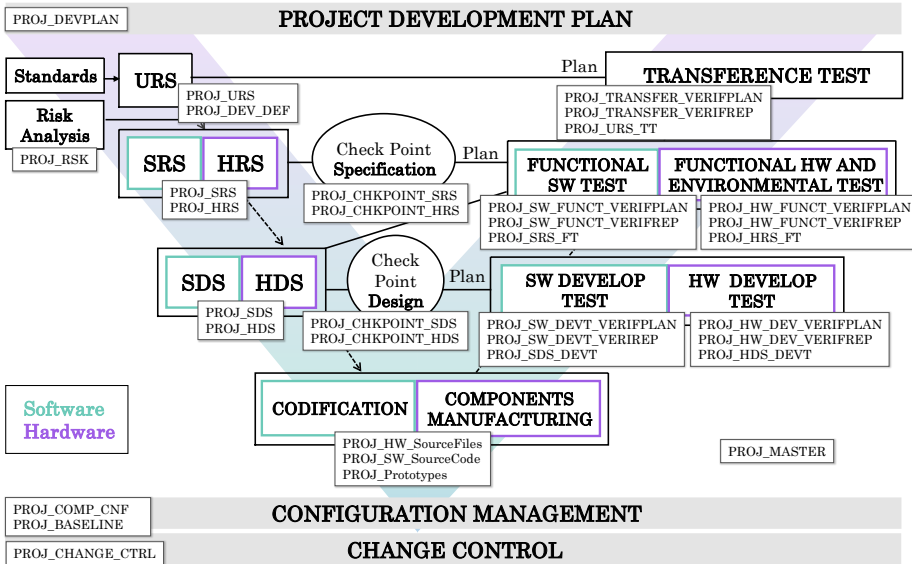 PROJECT DEVELOPMENT PLAN
PROJ_DEVPLAN
Standards
URS
PROJ_URS
PROJ_DEV_DEF
Plan
TRANSFERENCE TEST
PROJ_TRANSFER_VERIFPLAN
PROJ_TRANSFER_VERIFREP
PROJ_URS_TT
Risk
Analysis
PROJ_RSK
SRS
HRS
PROJ_SRS
PROJ_HRS
Check Point
Specification
PROJ_CHKPOINT_SRS
PROJ_CHKPOINT_HRS
Plan
FUNCTIONAL
SW TEST
PROJ_SW_FUNCT_VERIFPLAN
PROJ_SW_FUNCT_VERIFREP
PROJ_SRS_FT
FUNCTIONAL HW AND
ENVIRONMENTAL TEST
PROJ_HW_FUNCT_VERIFPLAN
PROJ_HW_FUNCT_VERIFREP
PROJ_HRS_FT
SDS
HDS
PROJ_SDS
PROJ_HDS
Check
Point
Design
PROJ_CHKPOINT_SDS
PROJ_CHKPOINT_HDS
Plan
SW DEVELOP
TEST
PROJ_SW_DEVT_VERIFPLAN
PROJ_SW_DEVT_VERIREP
PROJ_SDS_DEVT
HW DEVELOP
TEST
PROJ_HW_DEV_VERIFPLAN
PROJ_HW_DEV_VERIFREP
PROJ_HDS_DEVT
CODIFICATION
COMPONENTS
MANUFACTURING
PROJ_HW_SourceFiles
PROJ_SW_SourceCode
PROJ_Prototypes
Software
Hardware
PROJ_MASTER
PROJ_COMP_CNF
PROJ_BASELINE
CONFIGURATION MANAGEMENT
PROJ_CHANGE_CTRL
CHANGE CONTROL